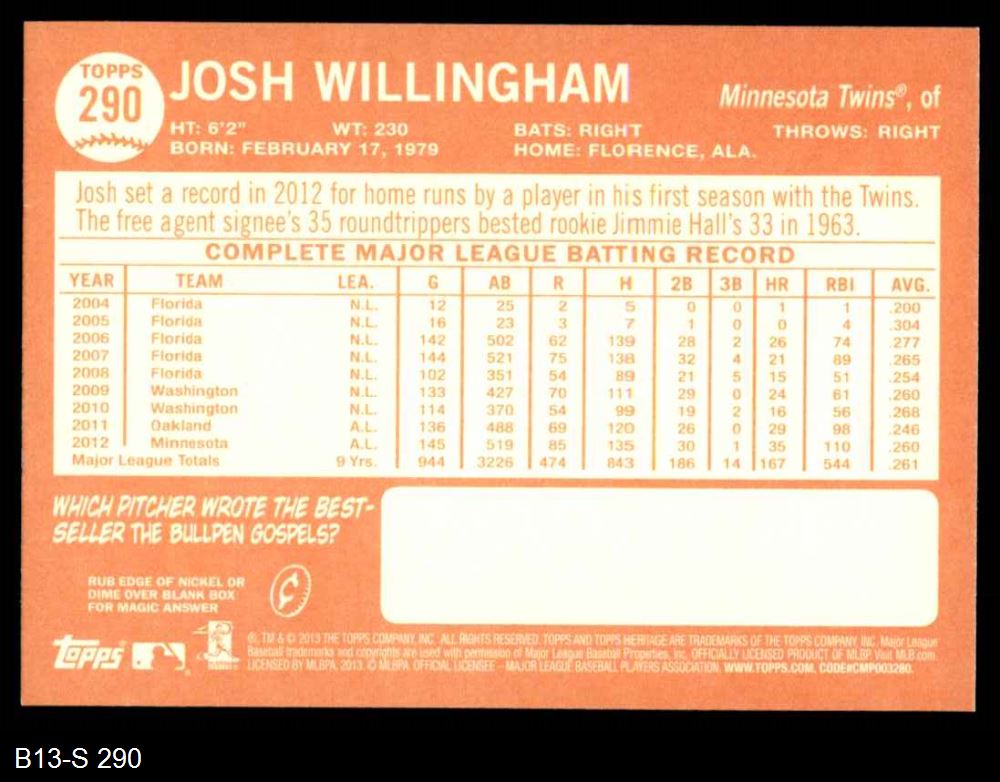 TOPPS
290
JOSH WILLINGHAM
Minnesota Twins®, of
HT: 6'2" WT: 230 BATS: RIGHT THROWS: RIGHT
BORN: FEBRUARY 17, 1979 HOME: FLORENCE, ALA.
Josh set a record in 2012 for home runs by a player in his first season with the Twins.
The free agent signee's 35 roundtrippers bested rookie Jimmie Hall's 33 in 1963.
COMPLETE MAJOR LEAGUE BATTING RECORD
YEAR TEAM LEA. G AB R H 2B 3B HR RBI AVG.
2004 Florida N.L. 12 25 2 5 0 0 1 1 .200
2005 Florida N.L. 16 23 3 7 1 0 0 4 .304
2006 Florida N.L. 142 502 62 139 28 2 26 74 .277
2007 Florida N.L. 144 521 75 138 32 4 21 89 .265
2008 Florida N.L. 102 351 54 89 21 5 15 51 .254
2009 Washington N.L. 133 427 70 111 29 0 24 61 .260
2010 Washington N.L. 114 370 54 99 19 2 16 56 .268
2011 Oakland A.L. 136 488 69 120 26 0 29 98 .246
2012 Minnesota A.L. 145 519 85 135 30 1 35 110 .260
Major League Totals 9 Yrs. 944 3226 474 843 186 14 167 544 .261
WHICH PITCHER WROTE THE BEST-
SELLER THE BULLPEN GOSPELS?
RUB EDGE OF NICKEL OR
DIME OVER BLANK BOX
FOR MAGIC ANSWER
topps
®, TM & © 2013 THE TOPPS COMPANY, INC. ALL RIGHTS RESERVED. TOPPS AND TOPPS HERITAGE ARE TRADEMARKS OF THE TOPPS COMPANY, INC. Major League
Baseball trademarks and copyrights are used with permission of Major League Baseball Properties, Inc. OFFICIALLY LICENSED PRODUCT OF MLBP. Visit MLB.com.
LICENSED BY MLBPA, 2013. © MLBPA. OFFICIAL LICENSEE – MAJOR LEAGUE BASEBALL PLAYERS ASSOCIATION. WWW.TOPPS.COM. CODE#CMP003280.
B13-S 290